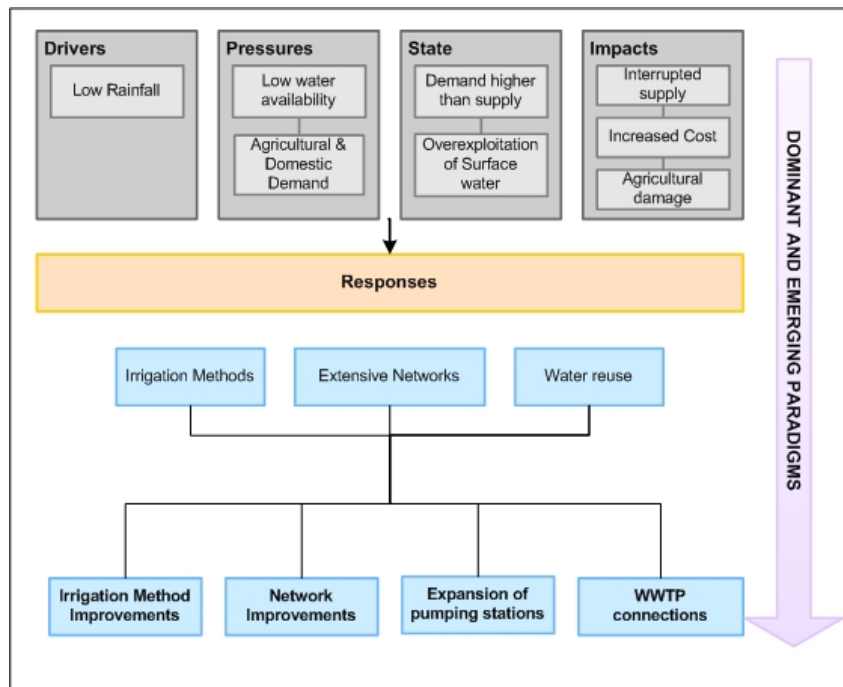 Drivers
Low Rainfall
Pressures
Low water
availability
Agricultural &
Domestic
Demand
State
Demand higher
than supply
Overexploitation
of Surface
water
Impacts
Interrupted
supply
Increased Cost
Agricultural
damage
DOMINANT AND EMERGING PARADIGMS
Responses
Irrigation Methods
Extensive Networks
Water reuse
Irrigation Method
Improvements
Network
Improvements
Expansion of
pumping stations
WWTP
connections